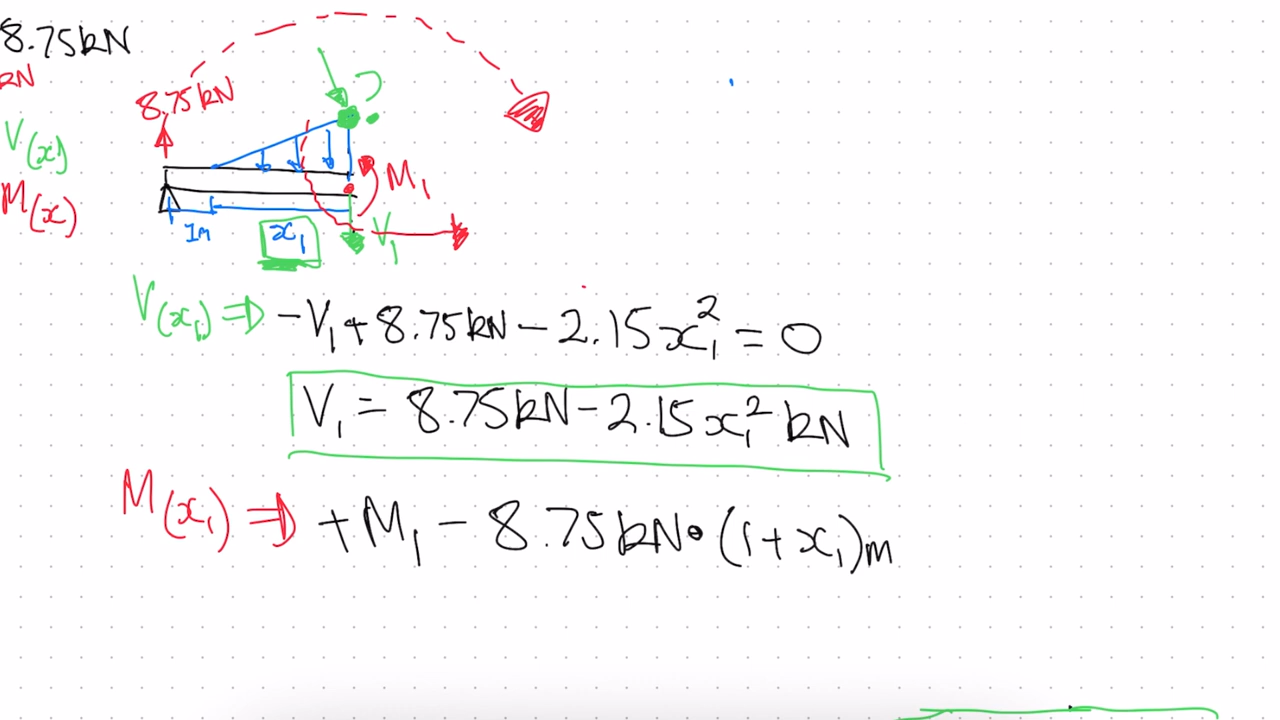 8.75kN
kN
8.75kN
V(x)
M(x)
?
M₁
1m
x₁
V₁
V(x₁) ⇒ -V₁+8.75kN-2.15x₁²=0
V₁ = 8.75kN-2.15x₁² kN
M(x₁) ⇒ +M₁-8.75kN•(1+x₁)m